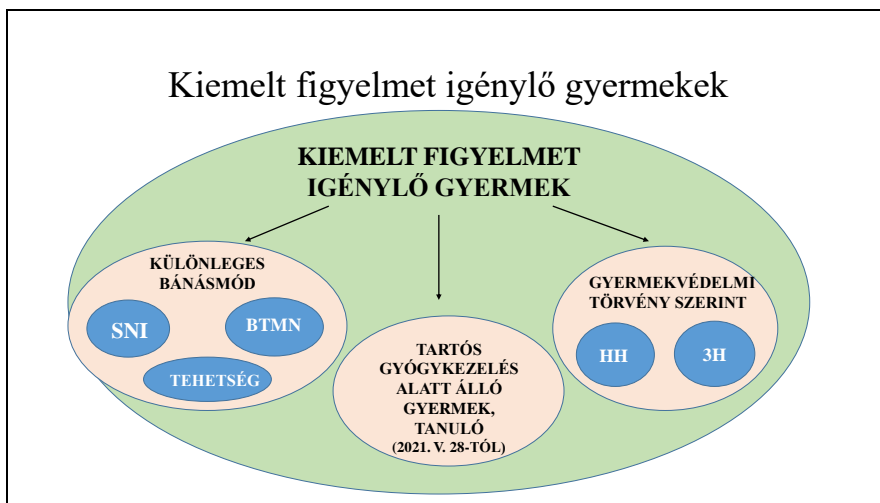 Kiemelt figyelmet igénylő gyermekek
KIEMELT FIGYELMET
IGÉNYLŐ GYERMEK
KÜLÖNLEGES
BÁNÁSMÓD
SNI
BTMN
TEHETSÉG
TARTÓS
GYÓGYKEZELÉS
ALATT ÁLLÓ
GYERMEK,
TANULÓ
(2021. V. 28-TÓL)
GYERMEKVÉDELMI
TÖRVÉNY SZERINT
HH
3H